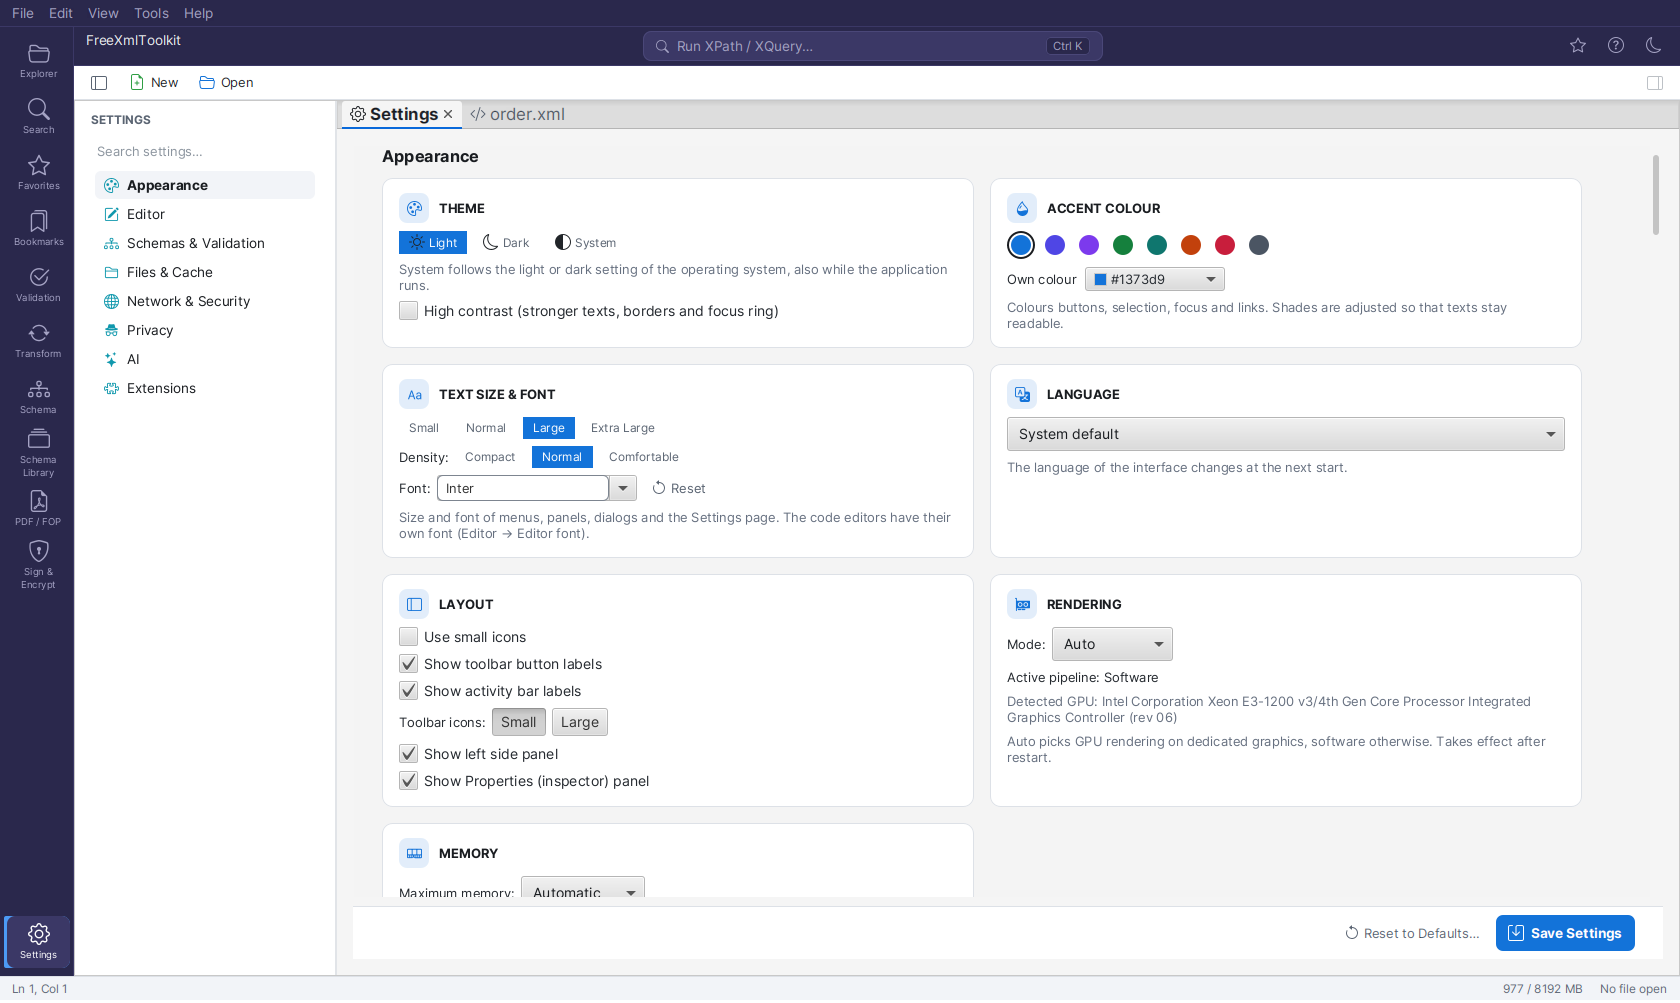 File Edit View Tools Help
FreeXmlToolkit
Run XPath / XQuery... Ctrl K
New Open
Explorer
Search
Favorites
Bookmarks
Validation
Transform
Schema
Schema
Library
PDF / FOP
Sign &
Encrypt
Settings
SETTINGS
Search settings...
Appearance
Editor
Schemas & Validation
Files & Cache
Network & Security
Privacy
AI
Extensions
Settings
order.xml
Appearance
THEME
Light Dark System
System follows the light or dark setting of the operating system, also while the application
runs.
High contrast (stronger texts, borders and focus ring)
ACCENT COLOUR
Own colour #1373d9
Colours buttons, selection, focus and links. Shades are adjusted so that texts stay
readable.
Aa TEXT SIZE & FONT
Small Normal Large Extra Large
Density: Compact Normal Comfortable
Font: Inter Reset
Size and font of menus, panels, dialogs and the Settings page. The code editors have their
own font (Editor → Editor font).
LANGUAGE
System default
The language of the interface changes at the next start.
LAYOUT
Use small icons
Show toolbar button labels
Show activity bar labels
Toolbar icons: Small Large
Show left side panel
Show Properties (inspector) panel
RENDERING
Mode: Auto
Active pipeline: Software
Detected GPU: Intel Corporation Xeon E3-1200 v3/4th Gen Core Processor Integrated
Graphics Controller (rev 06)
Auto picks GPU rendering on dedicated graphics, software otherwise. Takes effect after
restart.
MEMORY
Maximum memory: Automatic
Reset to Defaults... Save Settings
Ln 1, Col 1
977 / 8192 MB No file open